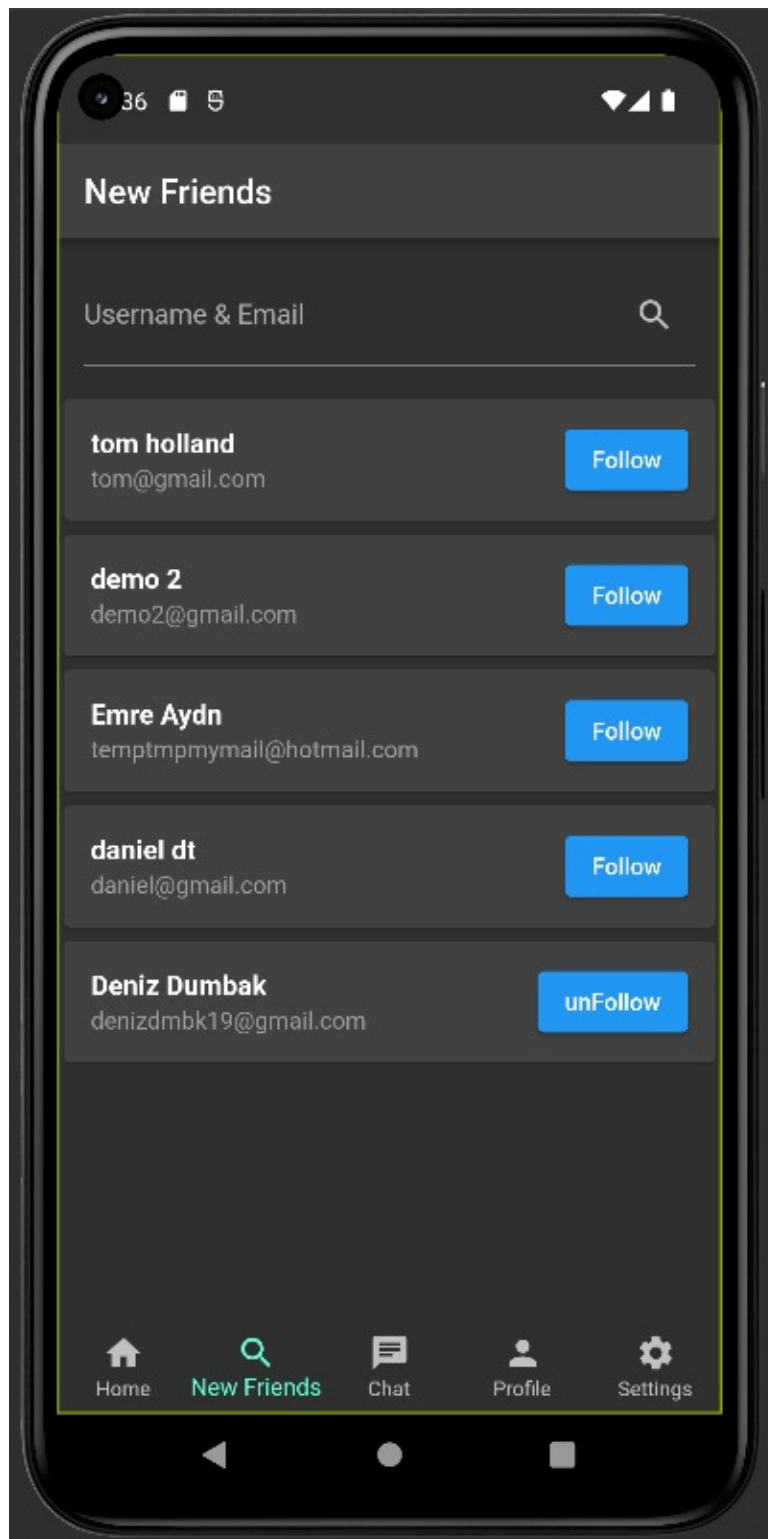 36
New Friends
Username & Email
tom holland
tom@gmail.com
Follow
demo 2
demo2@gmail.com
Follow
Emre Aydn
temptmpmymail@hotmail.com
Follow
daniel dt
daniel@gmail.com
Follow
Deniz Dumbak
denizdmbk19@gmail.com
unFollow
Home New Friends Chat Profile Settings